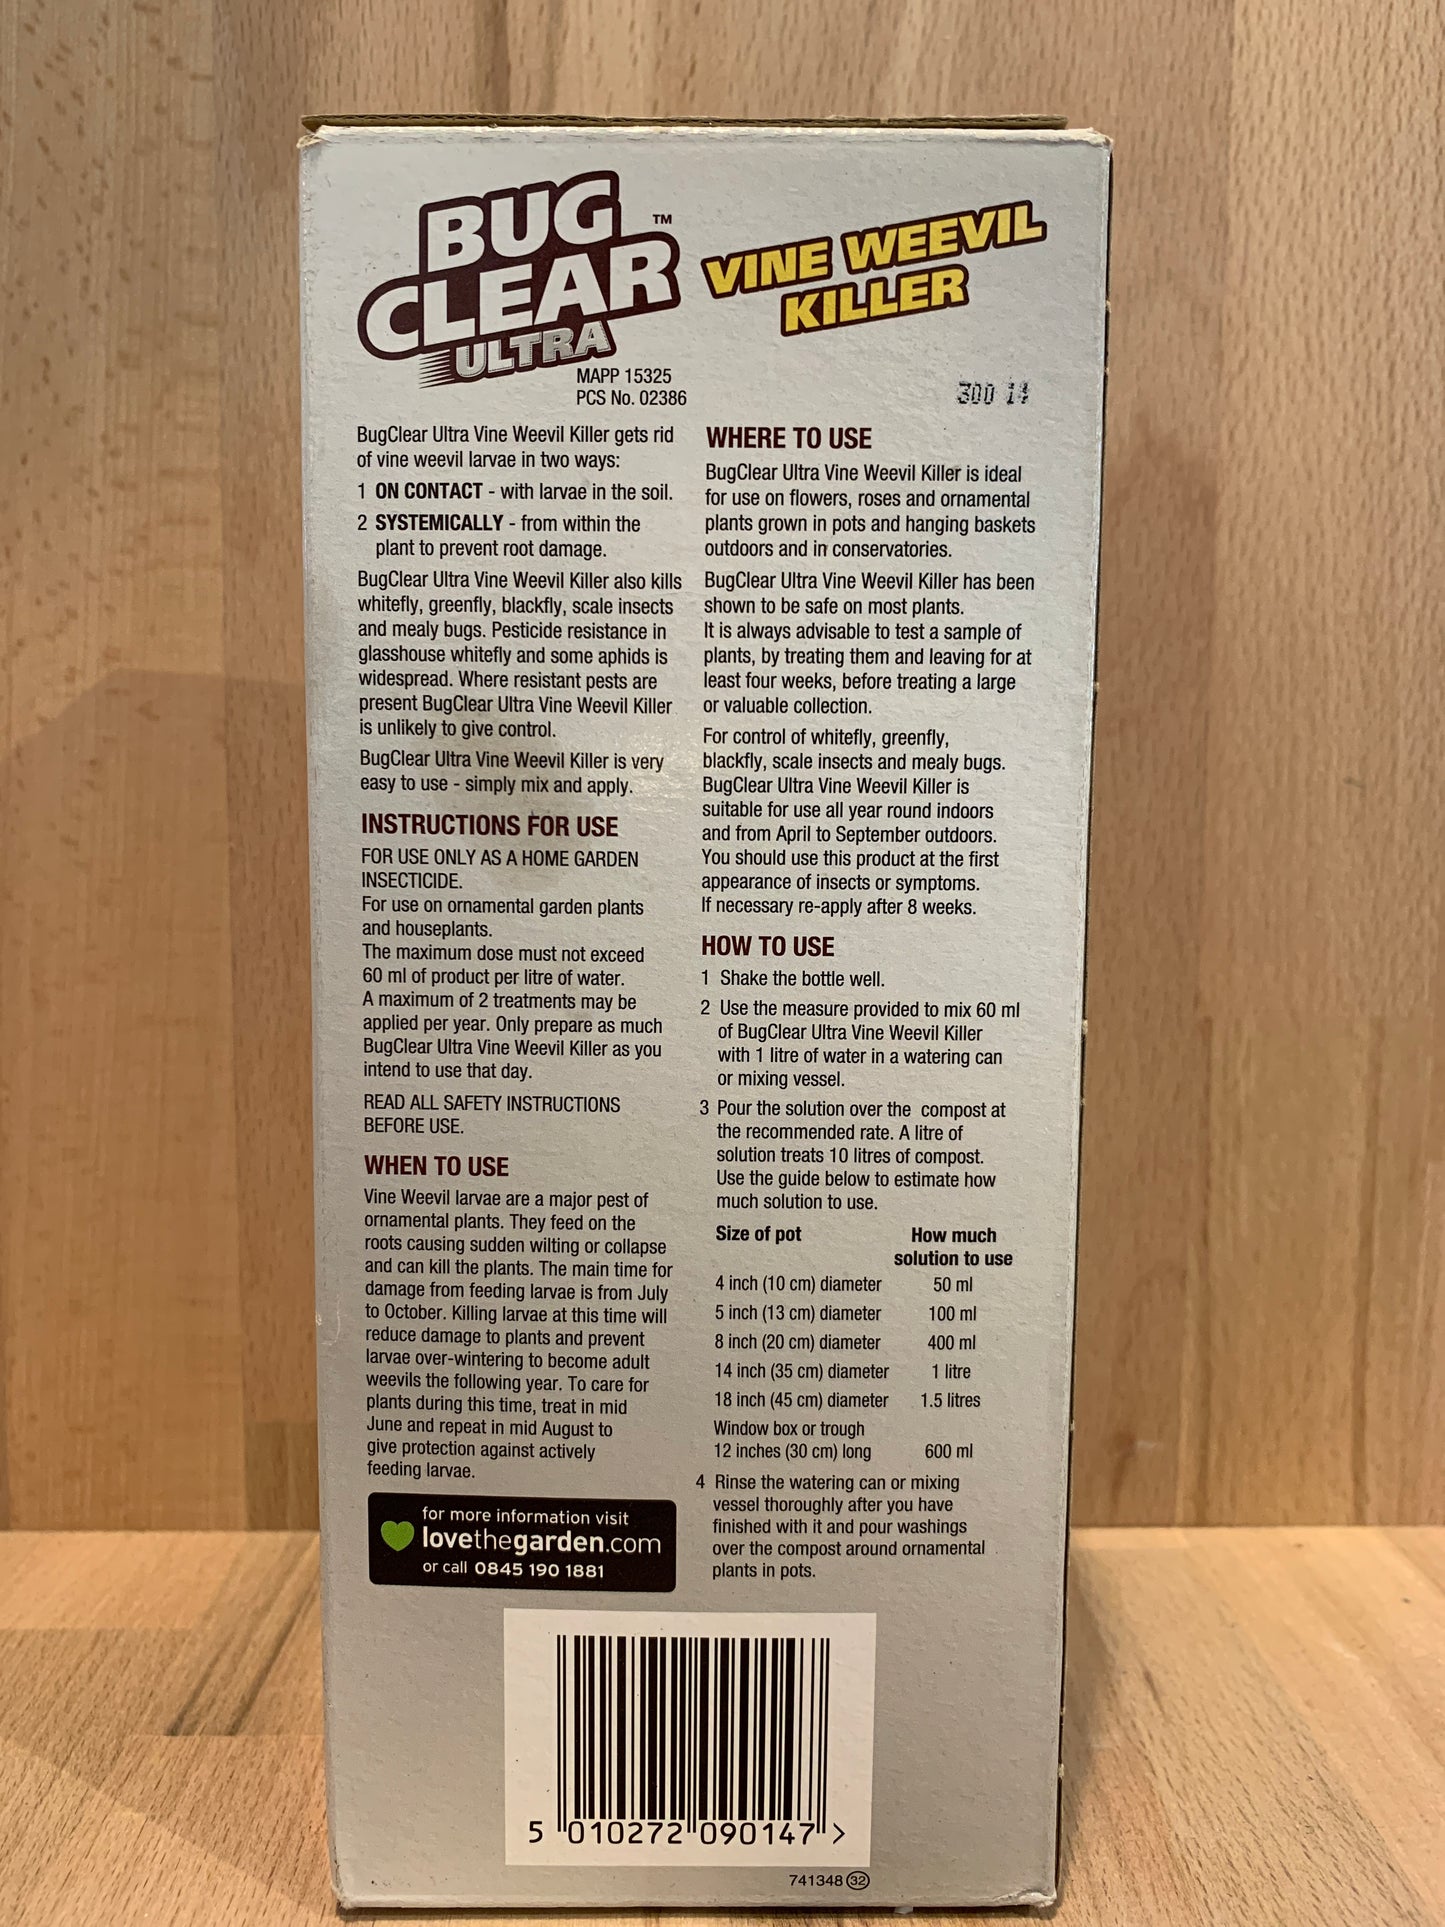 BUG
CLEAR™
ULTRA
VINE WEEVIL
KILLER
MAPP 15325
PCS No. 02386
300 14
BugClear Ultra Vine Weevil Killer gets rid
of vine weevil larvae in two ways:
1 ON CONTACT - with larvae in the soil.
2 SYSTEMICALLY - from within the
plant to prevent root damage.
BugClear Ultra Vine Weevil Killer also kills
whitefly, greenfly, blackfly, scale insects
and mealy bugs. Pesticide resistance in
glasshouse whitefly and some aphids is
widespread. Where resistant pests are
present BugClear Ultra Vine Weevil Killer
is unlikely to give control.
BugClear Ultra Vine Weevil Killer is very
easy to use - simply mix and apply.
INSTRUCTIONS FOR USE
FOR USE ONLY AS A HOME GARDEN
INSECTICIDE.
For use on ornamental garden plants
and houseplants.
The maximum dose must not exceed
60 ml of product per litre of water.
A maximum of 2 treatments may be
applied per year. Only prepare as much
BugClear Ultra Vine Weevil Killer as you
intend to use that day.
READ ALL SAFETY INSTRUCTIONS
BEFORE USE.
WHEN TO USE
Vine Weevil larvae are a major pest of
ornamental plants. They feed on the
roots causing sudden wilting or collapse
and can kill the plants. The main time for
damage from feeding larvae is from July
to October. Killing larvae at this time will
reduce damage to plants and prevent
larvae over-wintering to become adult
weevils the following year. To care for
plants during this time, treat in mid
June and repeat in mid August to
give protection against actively
feeding larvae.
for more information visit
lovethegarden.com
or call 0845 190 1881
WHERE TO USE
BugClear Ultra Vine Weevil Killer is ideal
for use on flowers, roses and ornamental
plants grown in pots and hanging baskets
outdoors and in conservatories.
BugClear Ultra Vine Weevil Killer has been
shown to be safe on most plants.
It is always advisable to test a sample of
plants, by treating them and leaving for at
least four weeks, before treating a large
or valuable collection.
For control of whitefly, greenfly,
blackfly, scale insects and mealy bugs.
BugClear Ultra Vine Weevil Killer is
suitable for use all year round indoors
and from April to September outdoors.
You should use this product at the first
appearance of insects or symptoms.
If necessary re-apply after 8 weeks.
HOW TO USE
1 Shake the bottle well.
2 Use the measure provided to mix 60 ml
of BugClear Ultra Vine Weevil Killer
with 1 litre of water in a watering can
or mixing vessel.
3 Pour the solution over the compost at
the recommended rate. A litre of
solution treats 10 litres of compost.
Use the guide below to estimate how
much solution to use.
Size of pot How much
solution to use
4 inch (10 cm) diameter 50 ml
5 inch (13 cm) diameter 100 ml
8 inch (20 cm) diameter 400 ml
14 inch (35 cm) diameter 1 litre
18 inch (45 cm) diameter 1.5 litres
Window box or trough
12 inches (30 cm) long 600 ml
4 Rinse the watering can or mixing
vessel thoroughly after you have
finished with it and pour washings
over the compost around ornamental
plants in pots.
5 010272 090147 >
741348 32